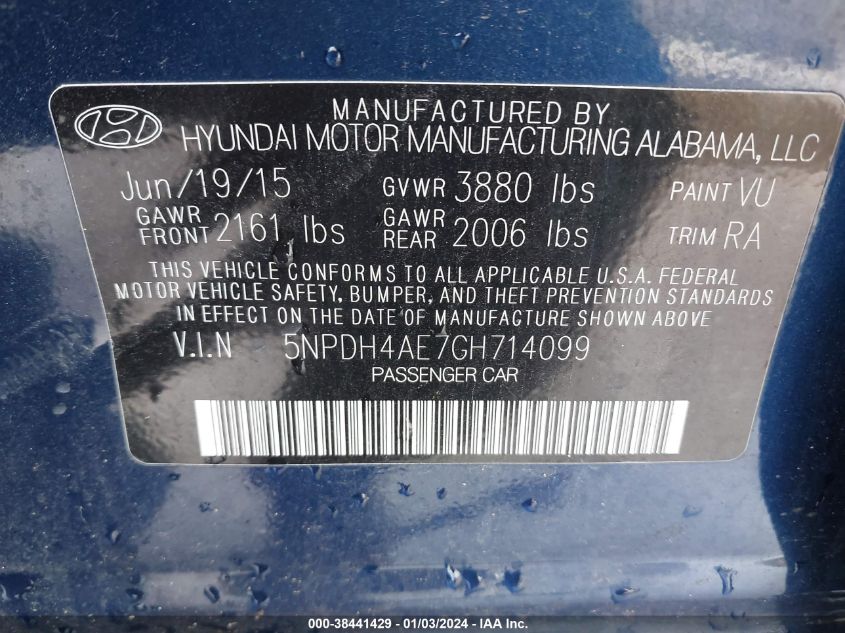 MANUFACTURED BY
HYUNDAI MOTOR MANUFACTURING ALABAMA, LLC
Jun/19/15 GVWR 3880 lbs PAINT VU
GAWR FRONT 2161 lbs GAWR REAR 2006 lbs TRIM RA
THIS VEHICLE CONFORMS TO ALL APPLICABLE U.S.A. FEDERAL
MOTOR VEHICLE SAFETY, BUMPER, AND THEFT PREVENTION STANDARDS
IN EFFECT ON THE DATE OF MANUFACTURE SHOWN ABOVE
V.I.N 5NPDH4AE7GH714099
PASSENGER CAR
000-38441429 - 01/03/2024 - IAA Inc.